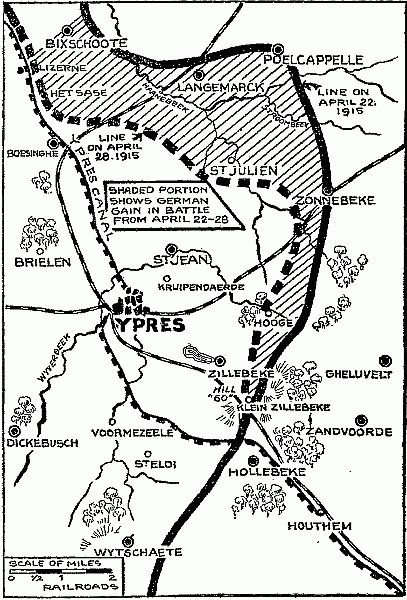 BIXSCHOOTE
POELCAPPELLE
LIZERNE
LANGEMARCK
HET SASE
HANNEBEEK
LINE ON
APRIL 22,
1915
STROOMBEEK
LINE
ON APRIL
28.1915
BOESINGHE
ST JULIEN
YPRES CANAL
SHADED PORTION
SHOWS GERMAN
GAIN IN BATTLE
FROM APRIL 22-28
ZONNEBEKE
BRIELEN
ST JEAN
KRUIPENDAERDE
YPRES
HOOGE
WYVERBEEK
ZILLEBEKE
GHELUVELT
HILL
"60"
KLEIN ZILLEBEKE
DICKEBUSCH
VOORMEZEELE
ZANDVOORDE
ST ELOI
HOLLEBEKE
HOUTHEM
WYTSCHAETE
SCALE OF MILES
0 1/2 1 2
RAILROADS